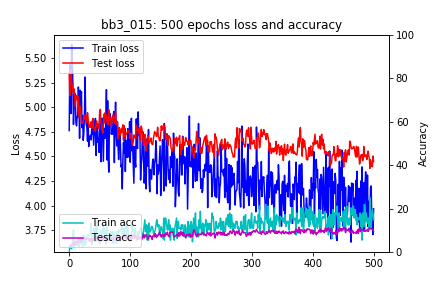 bb3_015: 500 epochs loss and accuracy
Train loss
Test loss
Train acc
Test acc
Loss
5.50
5.25
5.00
4.75
4.50
4.25
4.00
3.75
Accuracy
100
80
60
40
20
0
0
100
200
300
400
500